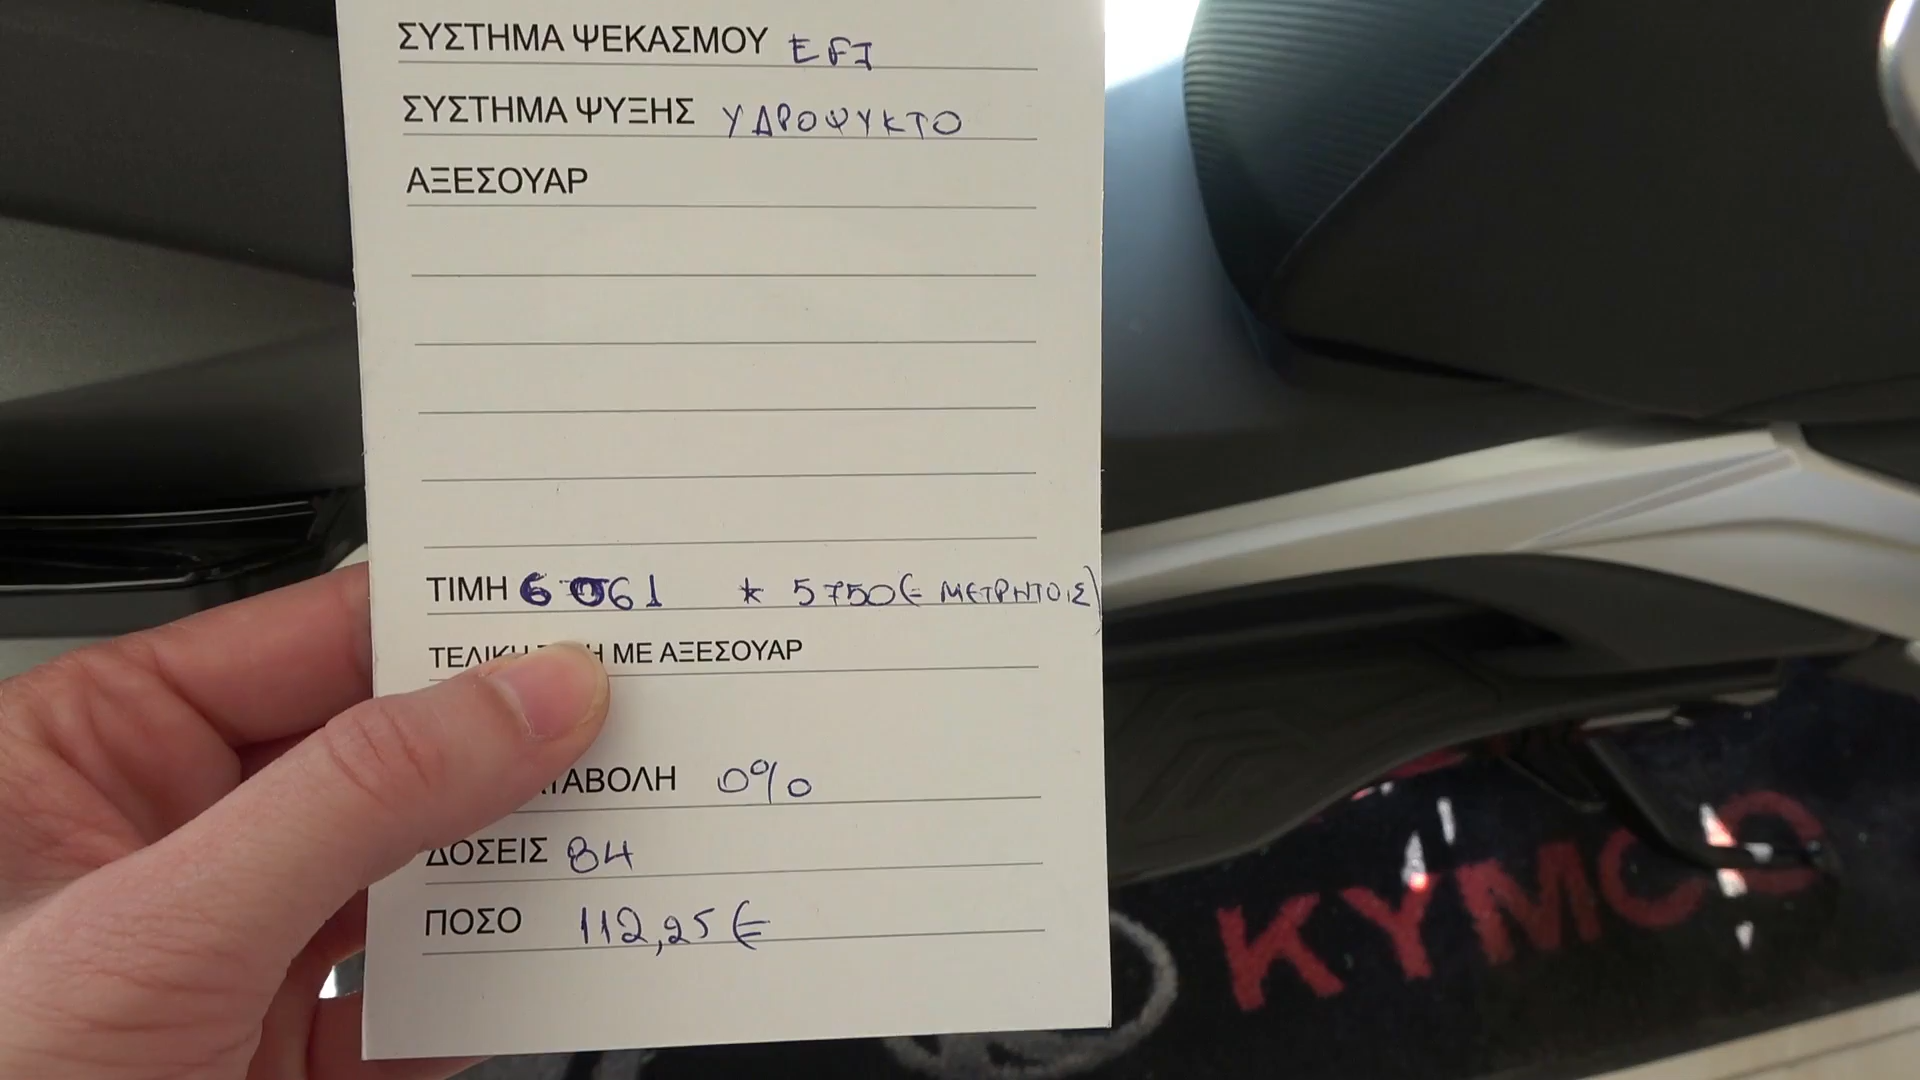 ΣΥΣΤΗΜΑ ΨΕΚΑΣΜΟΥ EFI
ΣΥΣΤΗΜΑ ΨΥΞΗΣ ΥΔΡΟΨΥΚΤΟ
ΑΞΕΣΟΥΑΡ
ΤΙΜΗ 6061 * 5750€ ΜΕΤΡΗΤΟΙΣ)
ΜΕ ΑΞΕΣΟΥΑΡ
0%
ΔΟΣΕΙΣ 84
ΠΟΣΟ 112,25€
KYMCO